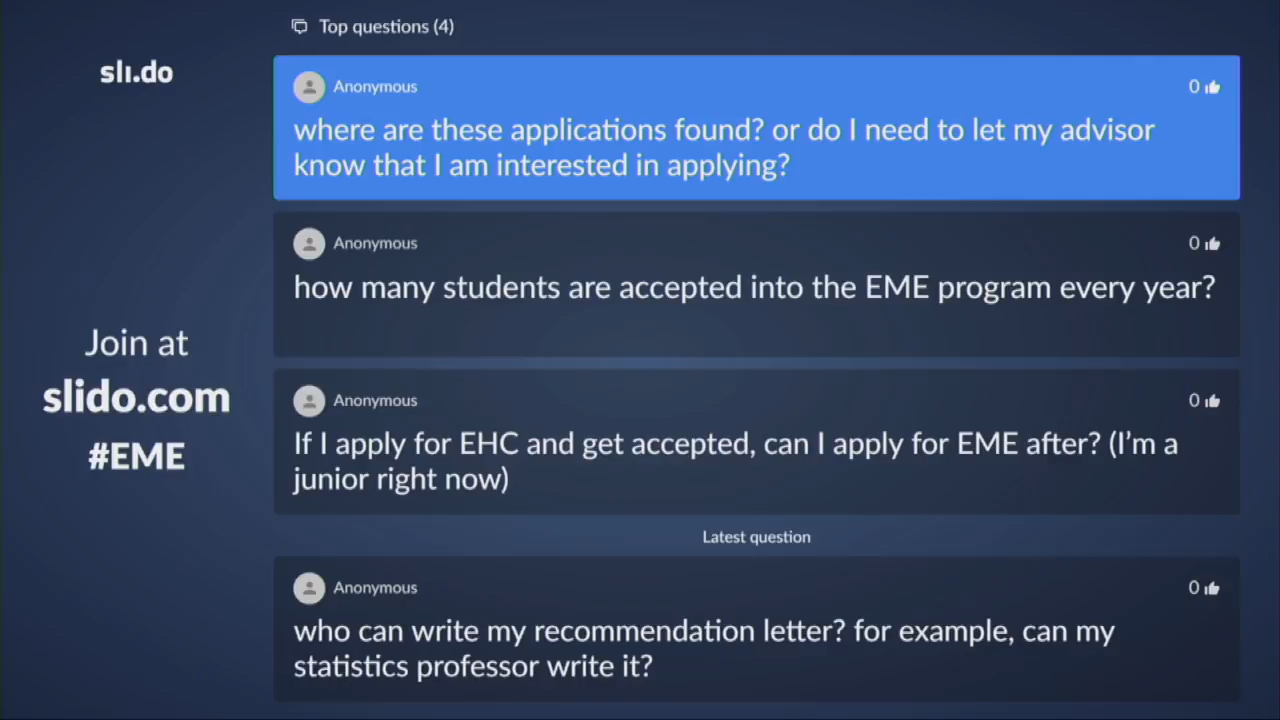 Top questions (4)
slı.do
Anonymous
0
where are these applications found? or do I need to let my advisor
know that I am interested in applying?
Anonymous
0
how many students are accepted into the EME program every year?
Join at
slido.com
#EME
Anonymous
0
If I apply for EHC and get accepted, can I apply for EME after? (I'm a
junior right now)
Latest question
Anonymous
0
who can write my recommendation letter? for example, can my
statistics professor write it?